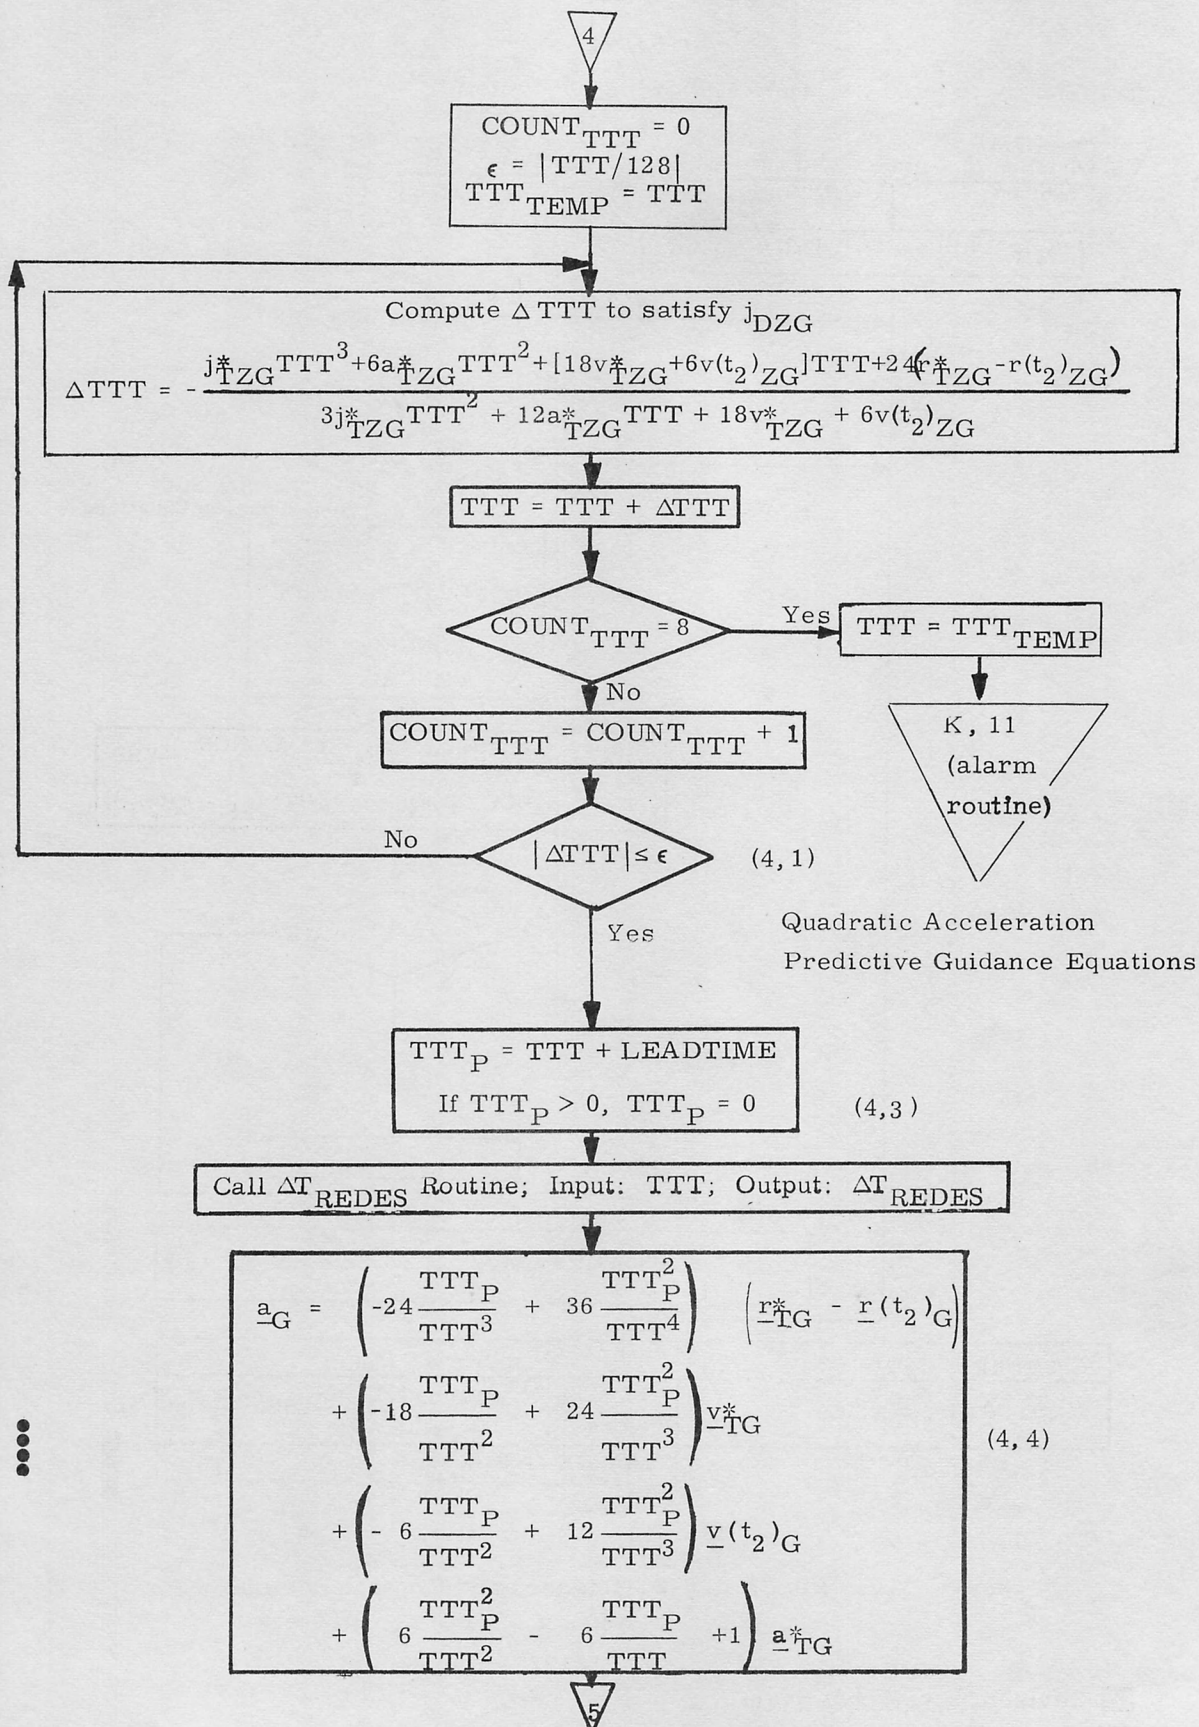 4
COUNT_TTT = 0
ϵ = |TTT/128|
TTT_TEMP = TTT
Compute Δ TTT to satisfy j_DZG
ΔTTT = - (j*_TZG TTT^3 + 6a*_TZG TTT^2 + [18v*_TZG + 6v(t_2)_ZG] TTT + 24(r*_TZG - r(t_2)_ZG)) / (3j*_TZG TTT^2 + 12a*_TZG TTT + 18v*_TZG + 6v(t_2)_ZG)
TTT = TTT + ΔTTT
COUNT_TTT = 8
Yes
TTT = TTT_TEMP
No
K, 11
(alarm
routine)
COUNT_TTT = COUNT_TTT + 1
No
|ΔTTT| ≤ ϵ
(4,1)
Yes
Quadratic Acceleration
Predictive Guidance Equations
TTT_P = TTT + LEADTIME
If TTT_P > 0, TTT_P = 0
(4,3)
Call ΔT_REDES Routine; Input: TTT; Output: ΔT_REDES
a_G = (-24 TTT_P / TTT^3 + 36 TTT_P^2 / TTT^4) (r*_TG - r(t_2)_G)
+ (-18 TTT_P / TTT^2 + 24 TTT_P^2 / TTT^3) v*_TG
(4, 4)
+ (- 6 TTT_P / TTT^2 + 12 TTT_P^2 / TTT^3) v(t_2)_G
+ (6 TTT_P^2 / TTT^2 - 6 TTT_P / TTT +1) a*_TG
5